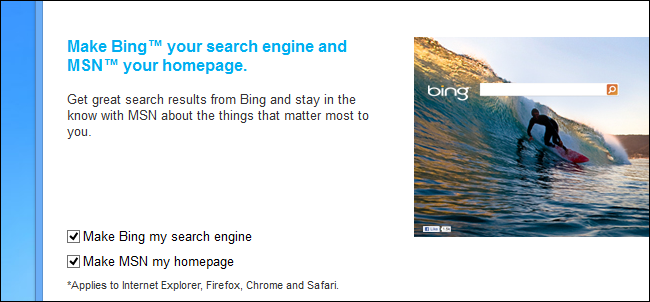 Make Bing™ your search engine and
MSN™ your homepage.
Get great search results from Bing and stay in the
know with MSN about the things that matter most to
you.
bing
Make Bing my search engine
Make MSN my homepage
*Applies to Internet Explorer, Firefox, Chrome and Safari.
Like